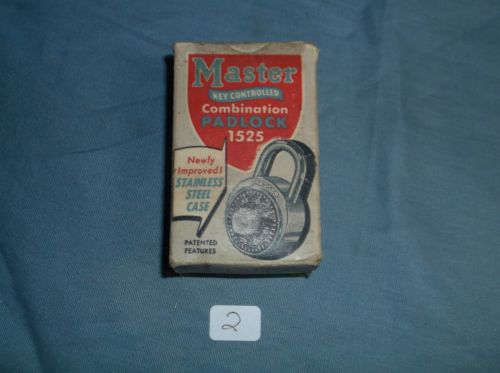 Master
KEY CONTROLLED
Combination
PADLOCK
1525
Newly
Improved!
STAINLESS
STEEL
CASE
PATENTED
FEATURES
2